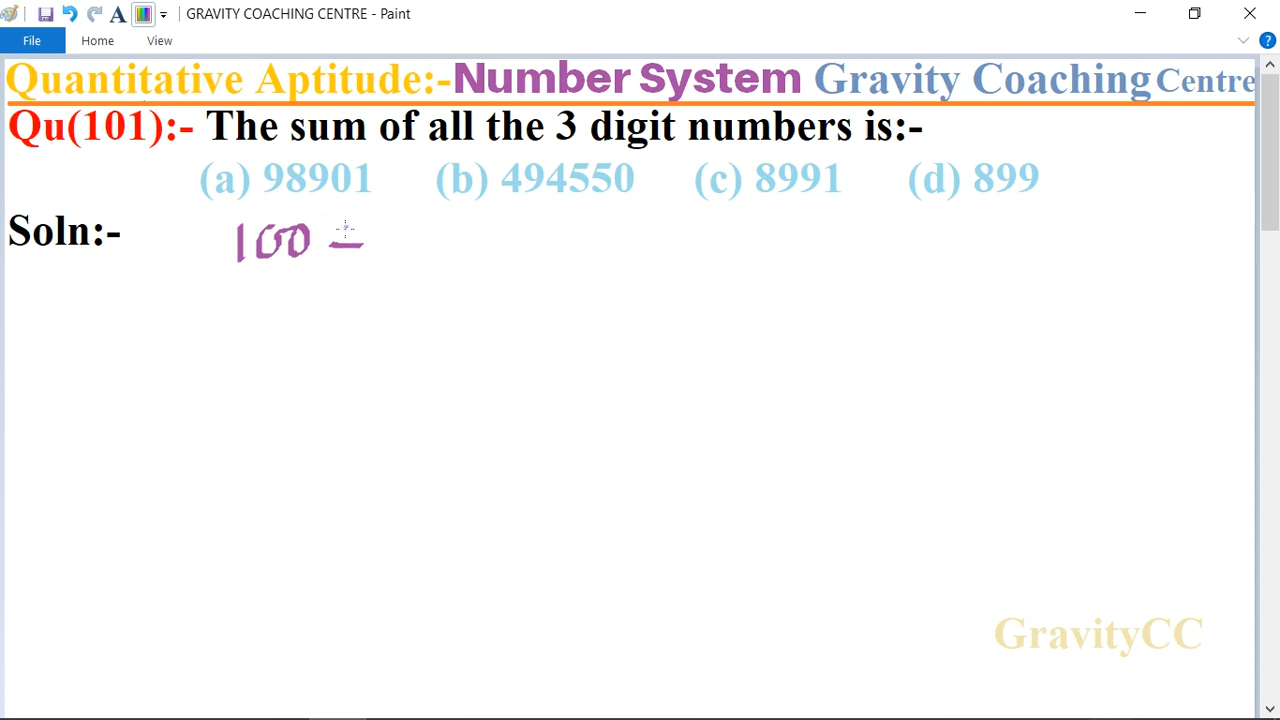 GRAVITY COACHING CENTRE - Paint
File Home View
Quantitative Aptitude:-Number System Gravity Coaching Centre
Qu(101):- The sum of all the 3 digit numbers is:-
(a) 98901 (b) 494550 (c) 8991 (d) 899
Soln:- 100 –
GravityCC